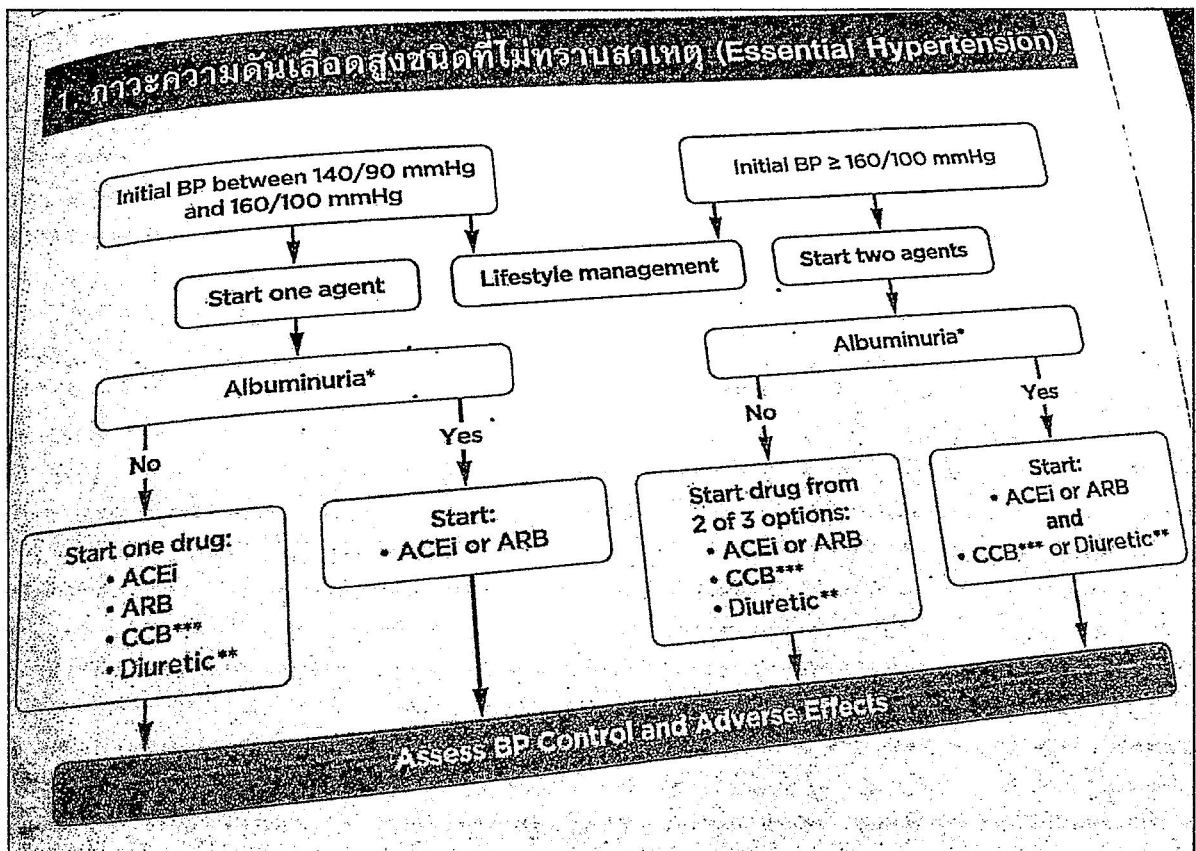 1. ภาวะความดันเลือดสูงชนิดที่ไม่ทราบสาเหตุ (Essential Hypertension)
Initial BP between 140/90 mmHg
and 160/100 mmHg
Initial BP ≥ 160/100 mmHg
Start one agent
Lifestyle management
Start two agents
Albuminuria*
Albuminuria*
No
Yes
No
Yes
Start one drug:
• ACEi
• ARB
• CCB***
• Diuretic**
Start:
• ACEi or ARB
Start drug from
2 of 3 options:
• ACEi or ARB
• CCB***
• Diuretic**
Start:
• ACEi or ARB
and
• CCB*** or Diuretic**
Assess BP Control and Adverse Effects